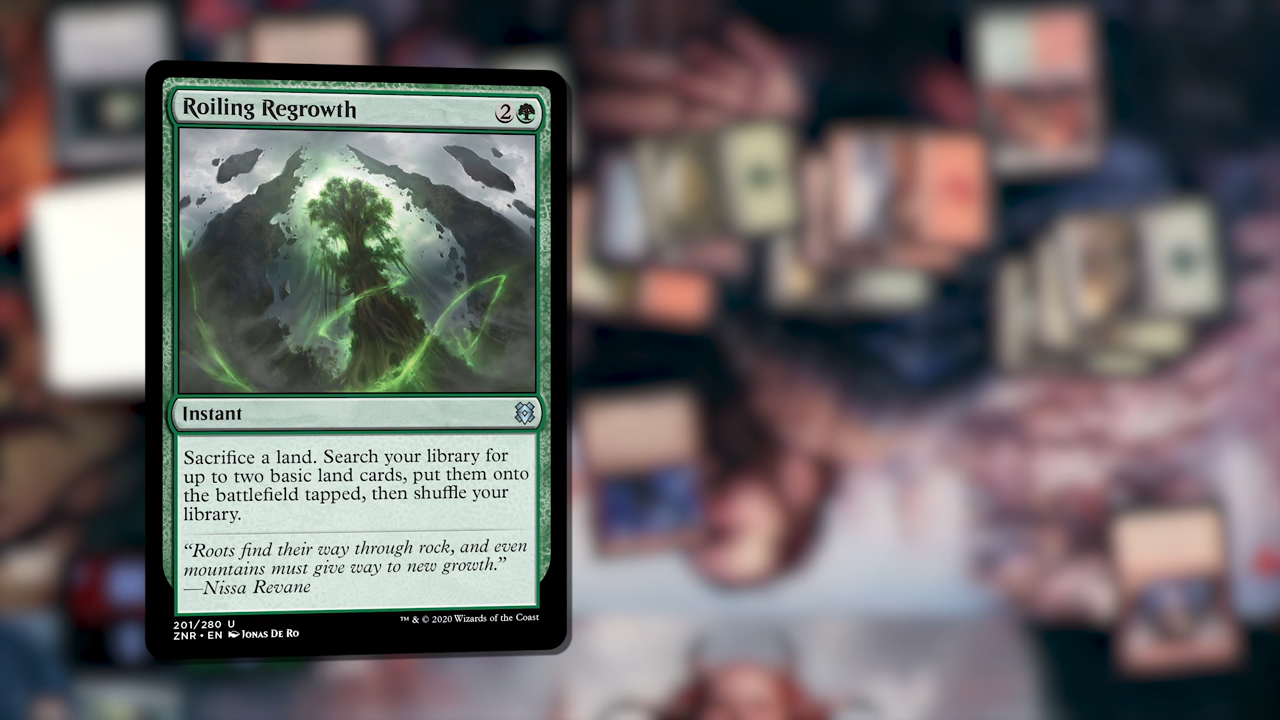 Roiling Regrowth 2
Instant
Sacrifice a land. Search your library for
up to two basic land cards, put them onto
the battlefield tapped, then shuffle your
library.
“Roots find their way through rock, and even
mountains must give way to new growth.”
—Nissa Revane
201/280 U
ZNR • EN Jonas De Ro
™ & © 2020 Wizards of the Coast